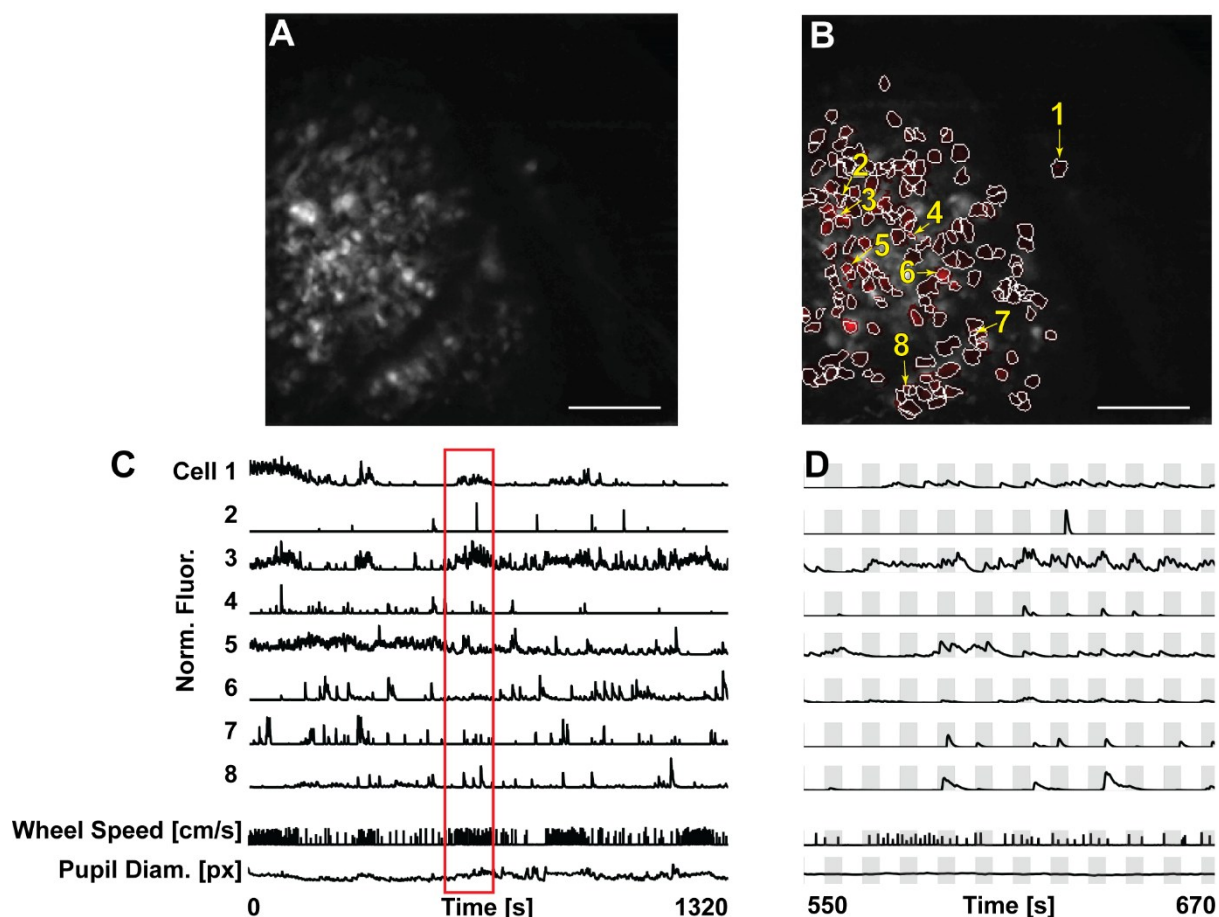 A
B
1
2
3
4
5
6
7
8
C
D
Cell 1
2
3
4
5
6
7
8
Norm. Fluor.
Wheel Speed [cm/s]
Pupil Diam. [px]
0 Time [s] 1320
550 Time [s] 670